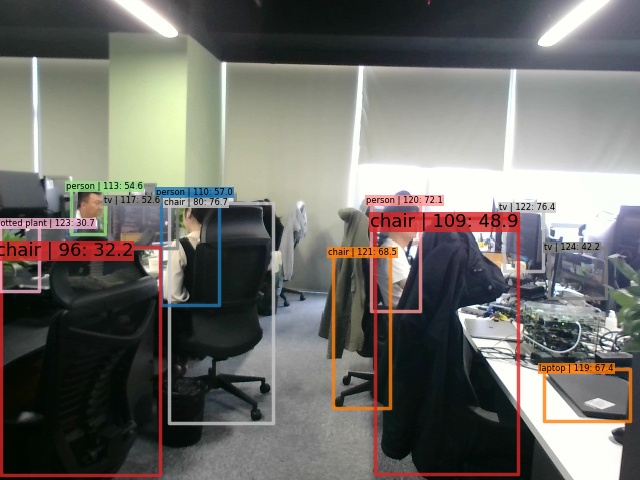 person | 113: 54.6
tv | 117: 52.6
person | 110: 57.0
chair | 80: 76.7
person | 120: 72.1
tv | 122: 76.4
chair | 109: 48.9
otted plant | 123: 30.7
chair | 96: 32.2
chair | 121: 68.5
tv | 124: 42.2
laptop | 119: 67.4